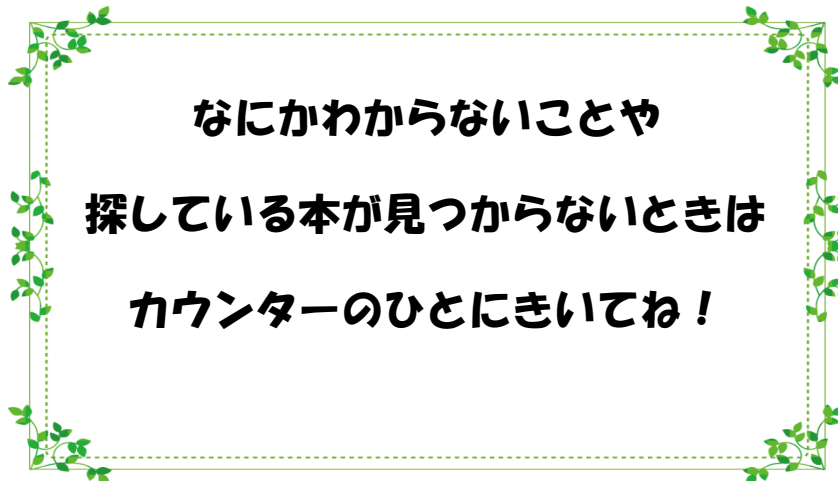 なにかわからないことや
探している本が見つからないときは
カウンターのひとにきいてね！